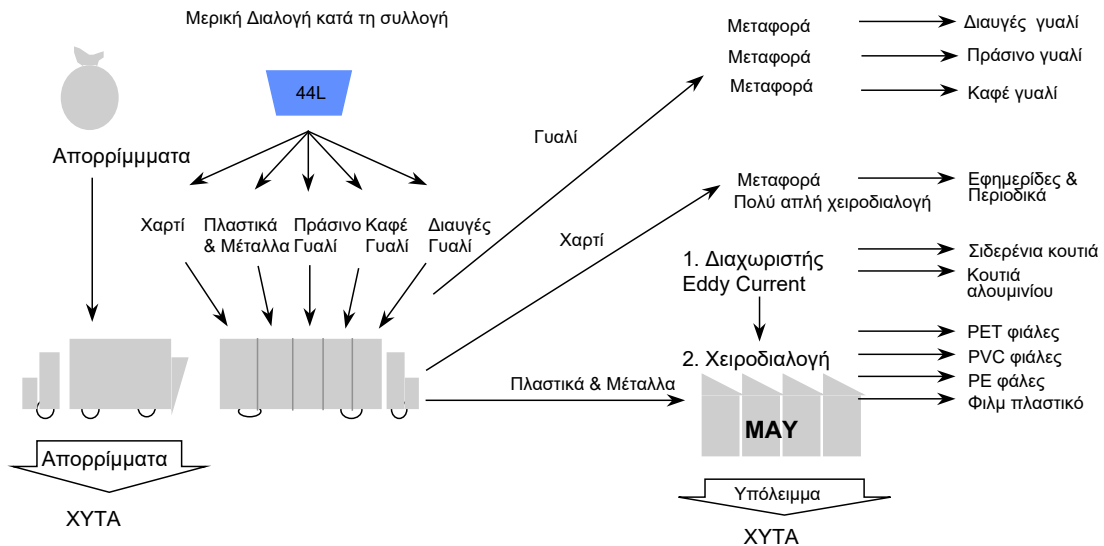 Μερική Διαλογή κατά τη συλλογή
44L
Απορρίμμματα
Χαρτί
Πλαστικά
& Μέταλλα
Πράσινο
Γυαλί
Καφέ
Γυαλί
Διαυγές
Γυαλί
Απορρίμματα
ΧΥΤΑ
Γυαλί
Χαρτί
Πλαστικά & Μέταλλα
Μεταφορά
Διαυγές γυαλί
Μεταφορά
Πράσινο γυαλί
Μεταφορά
Καφέ γυαλί
Μεταφορά
Πολύ απλή χειροδιαλογή
Εφημερίδες &
Περιοδικά
1. Διαχωριστής
Eddy Current
Σιδερένια κουτιά
Κουτιά
αλουμινίου
2. Χειροδιαλογή
PET φιάλες
PVC φιάλες
PE φάλες
Φιλμ πλαστικό
ΜΑΥ
Υπόλειμμα
ΧΥΤΑ